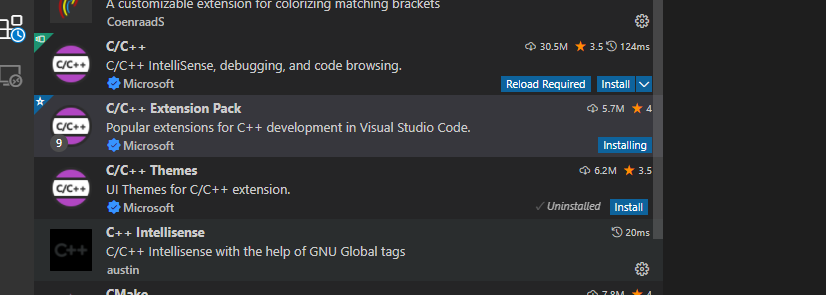 A customizable extension for colorizing matching brackets
CoenraadS
C/C++ 30.5M 3.5 124ms
C/C++ IntelliSense, debugging, and code browsing.
Microsoft Reload Required Install
C/C++ Extension Pack 5.7M 4
Popular extensions for C++ development in Visual Studio Code.
Microsoft Installing
C/C++ Themes 6.2M 3.5
UI Themes for C/C++ extension.
Microsoft Uninstalled Install
C++ Intellisense 20ms
C/C++ Intellisense with the help of GNU Global tags
austin
CMake 7.8M 4
C/C++
C/C++
9
C/C++
C++